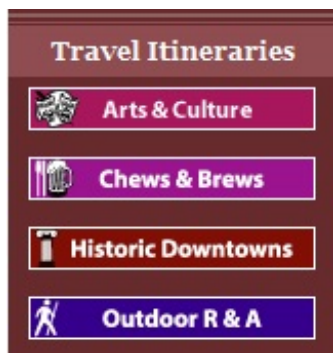 Travel Itineraries
Arts & Culture
Chews & Brews
Historic Downtowns
Outdoor R & A